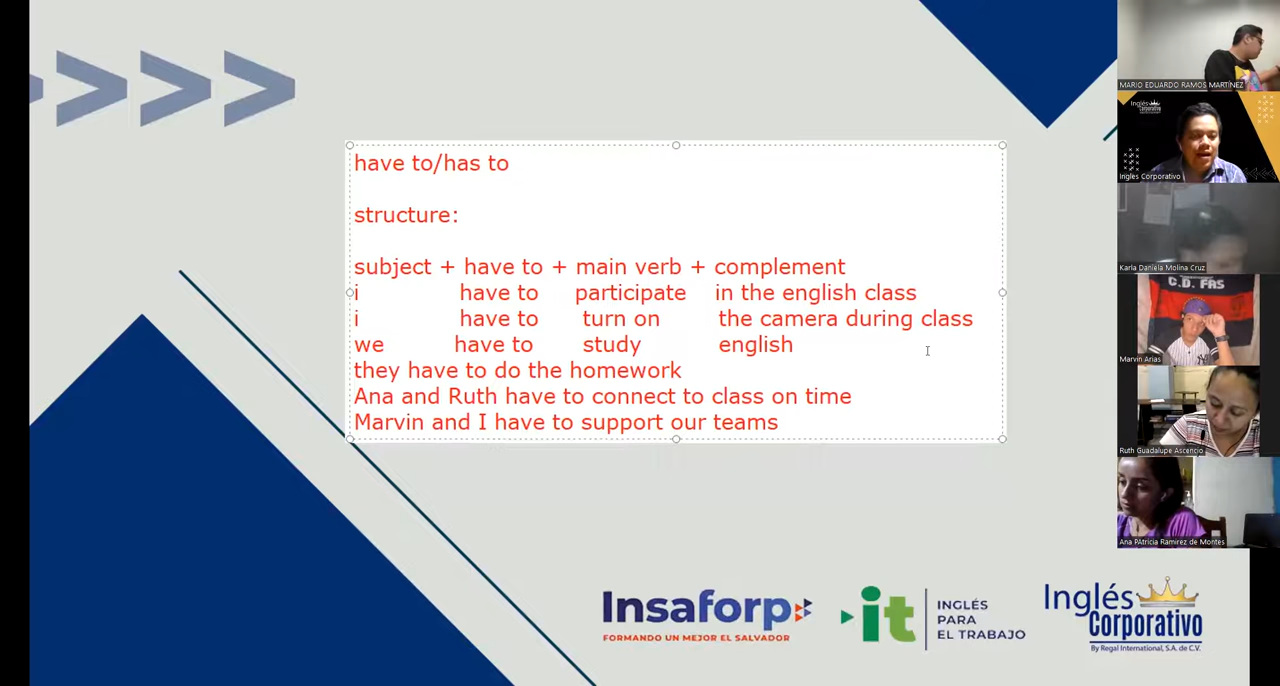 have to/has to
structure:
subject + have to + main verb + complement
i have to participate in the english class
i have to turn on the camera during class
we have to study english
they have to do the homework
Ana and Ruth have to connect to class on time
Marvin and I have to support our teams
MARIO EDUARDO RAMOS MARTÍNEZ
Inglés Corporativo
Inglés Corporativo
Karla Daniela Molina Cruz
C.D. FAS
Marvin Arias
Ruth Guadalupe Ascencio
Ana PAtricia Ramirez de Montes
Insaforp
FORMANDO UN MEJOR EL SALVADOR
it
INGLÉS
PARA
EL TRABAJO
Inglés
Corporativo
By Regal International, S.A. de C.V.